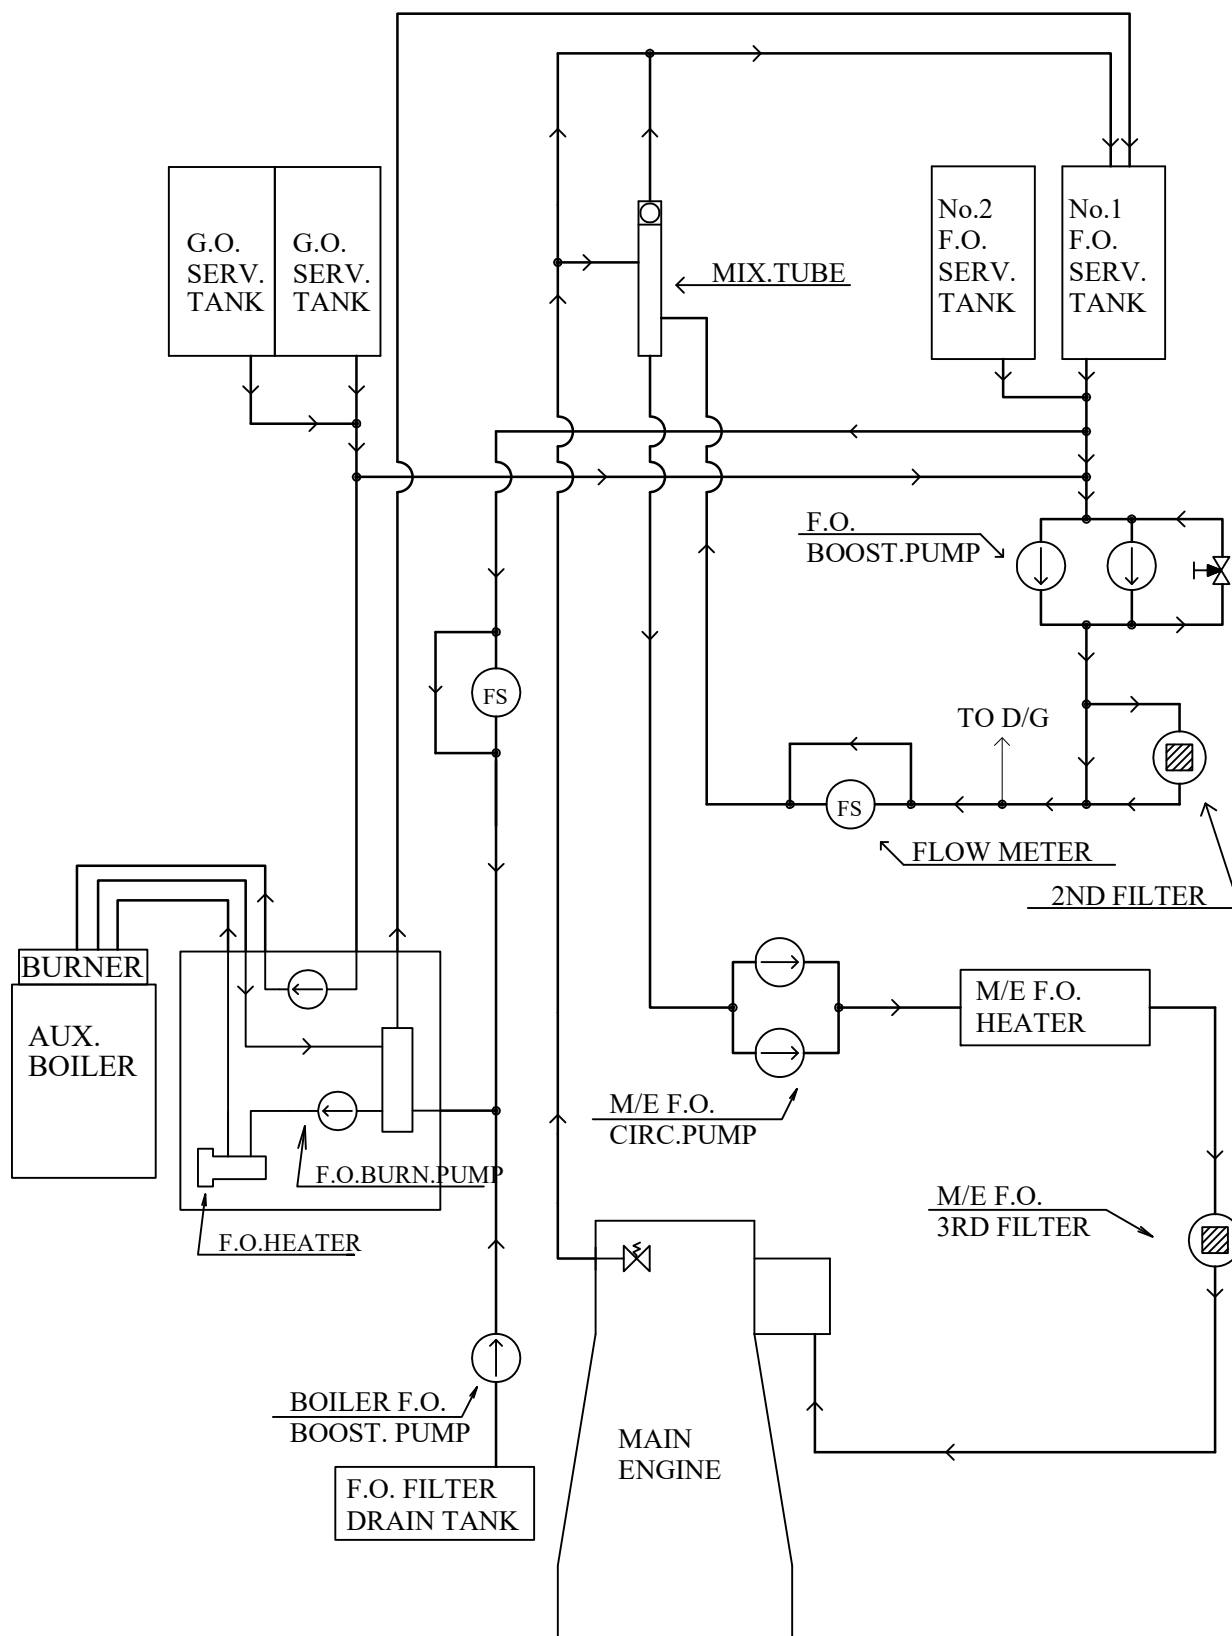 G.O.
SERV.
TANK
G.O.
SERV.
TANK
No.2
F.O.
SERV.
TANK
No.1
F.O.
SERV.
TANK
MIX.TUBE
F.O.
BOOST.PUMP
FS
TO D/G
FS
FLOW METER
2ND FILTER
BURNER
AUX.
BOILER
M/E F.O.
HEATER
M/E F.O.
CIRC.PUMP
F.O.BURN.PUMP
F.O.HEATER
M/E F.O.
3RD FILTER
BOILER F.O.
BOOST. PUMP
MAIN
ENGINE
F.O. FILTER
DRAIN TANK